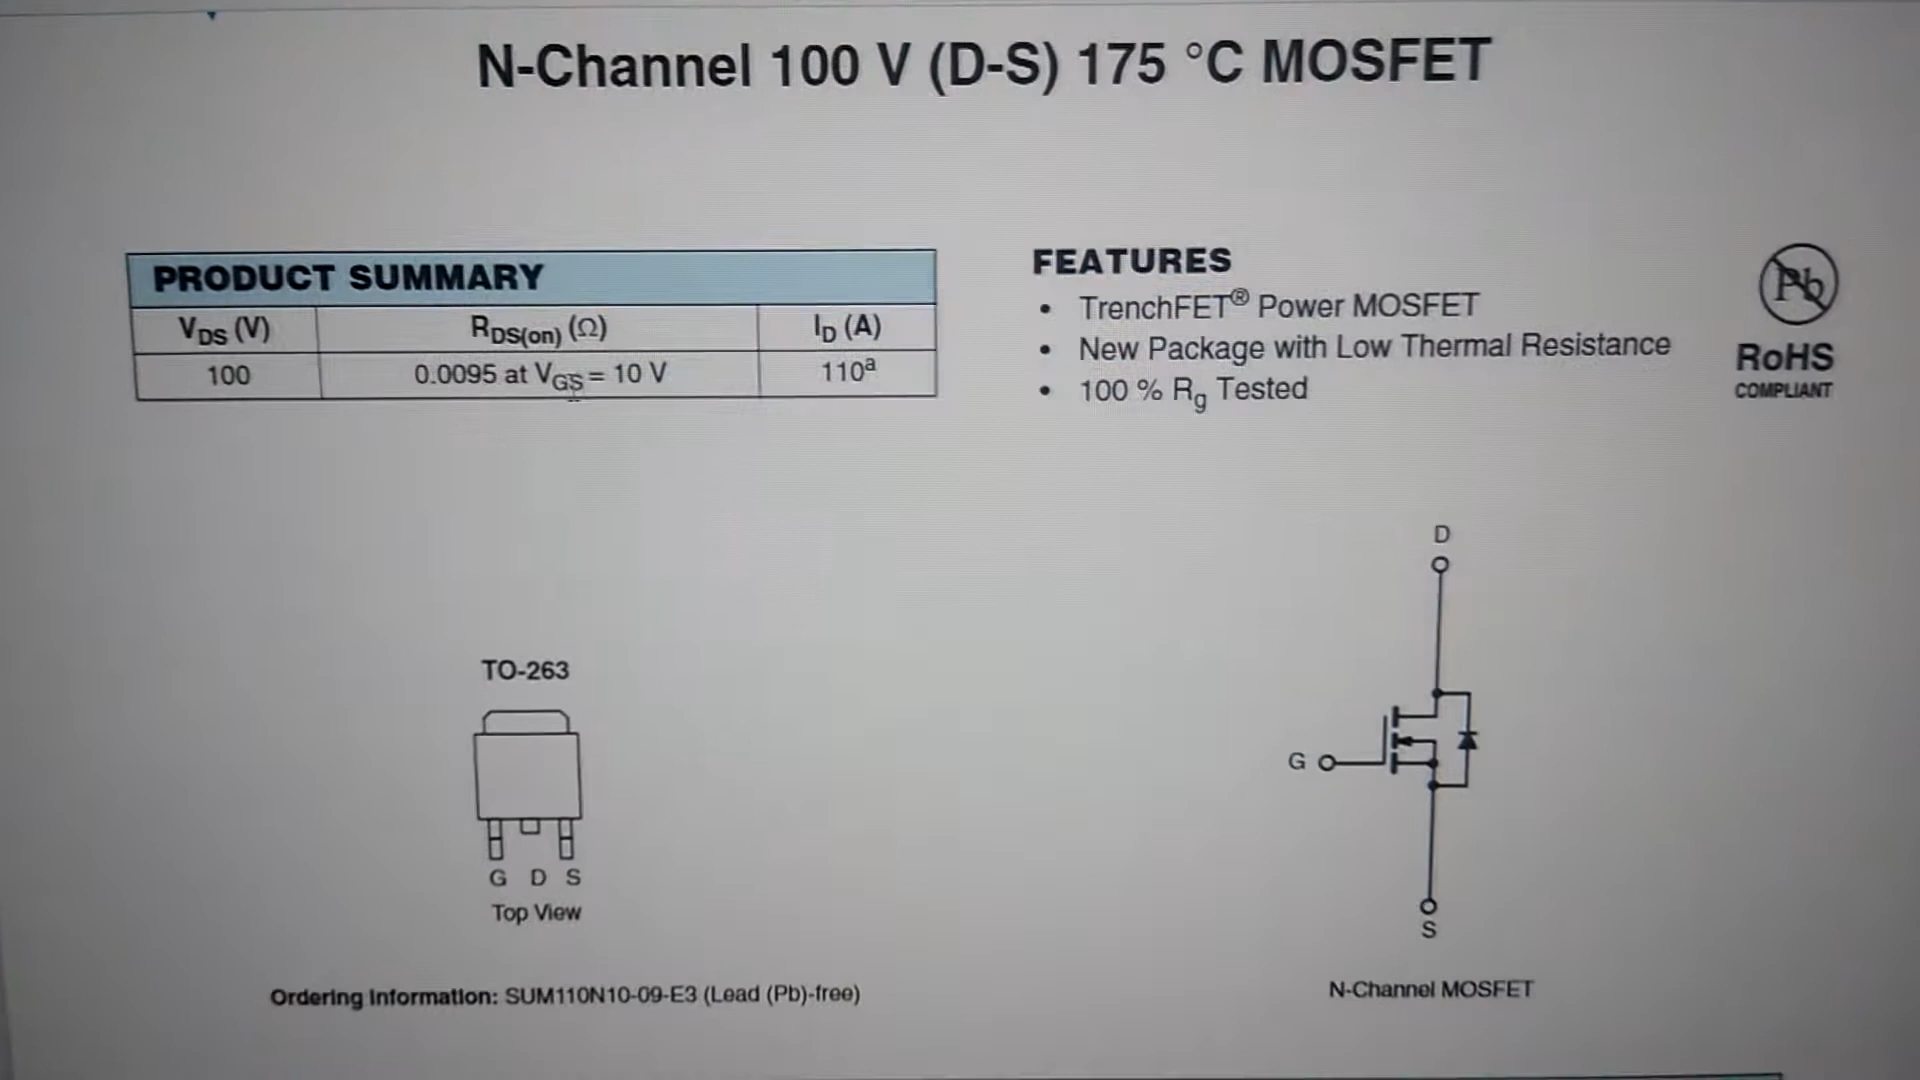 N-Channel 100 V (D-S) 175 °C MOSFET
PRODUCT SUMMARY
VDS (V) RDS(on) (Ω) ID (A)
100 0.0095 at VGS = 10 V 110a
FEATURES
• TrenchFET® Power MOSFET
• New Package with Low Thermal Resistance
• 100 % Rg Tested
Pb
RoHS
COMPLIANT
TO-263
G D S
Top View
Ordering Information: SUM110N10-09-E3 (Lead (Pb)-free)
D
G
S
N-Channel MOSFET